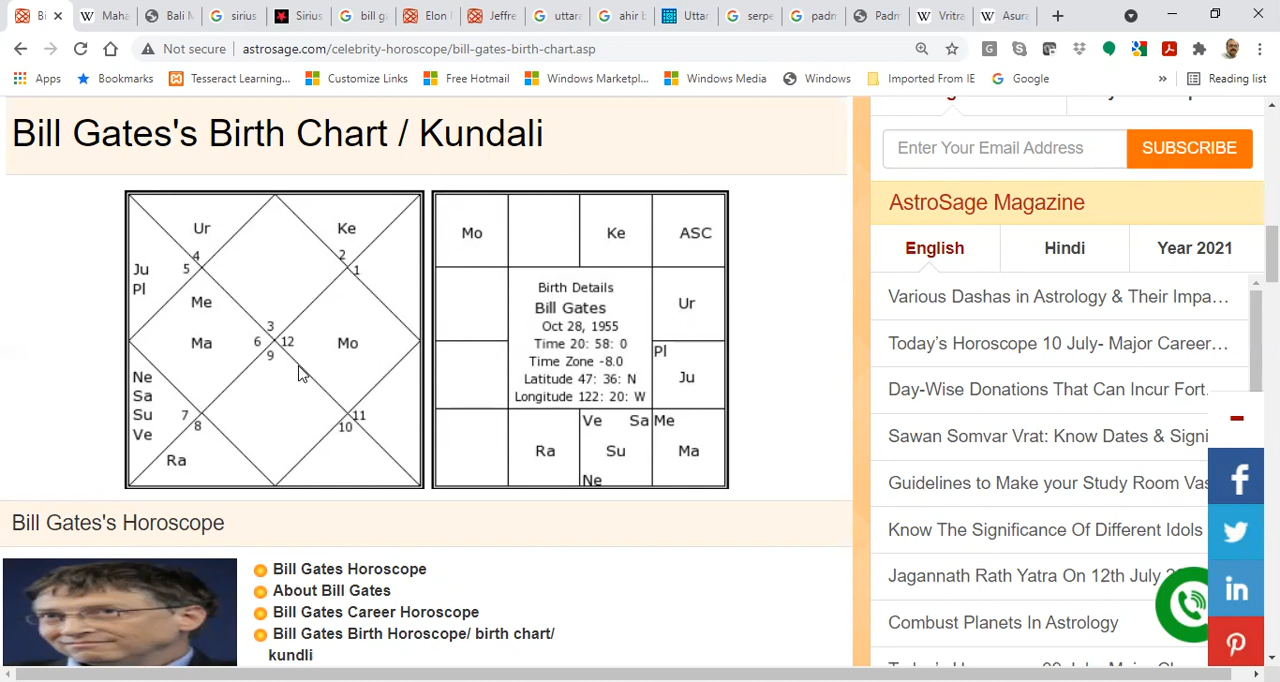 Bi
Maha
Bali M
sirius
Sirius
bill g
Elon
Jeffre
uttara
ahir b
Uttar
serpe
padm
Padm
Vritra
Asura
Not secure
astrosage.com/celebrity-horoscope/bill-gates-birth-chart.asp
Apps
Bookmarks
Tesseract Learning...
Customize Links
Free Hotmail
Windows Marketpl...
Windows Media
Windows
Imported From IE
Google
»
Reading list
Bill Gates's Birth Chart / Kundali
Ur
Ke
4
2
5
1
Ju
Pl
Me
3
6
12
9
Ma
Mo
Ne
Sa
Su
Ve
7
11
8
10
Ra
Mo
Ke
ASC
Birth Details
Bill Gates
Oct 28, 1955
Time 20: 58: 0
Time Zone -8.0
Latitude 47: 36: N
Longitude 122: 20: W
Ur
Pl
Ju
Ve
Sa
Me
Ra
Su
Ma
Ne
Bill Gates's Horoscope
Bill Gates Horoscope
About Bill Gates
Bill Gates Career Horoscope
Bill Gates Birth Horoscope/ birth chart/
kundli
Enter Your Email Address
SUBSCRIBE
AstroSage Magazine
English
Hindi
Year 2021
Various Dashas in Astrology & Their Impa...
Today's Horoscope 10 July- Major Career...
Day-Wise Donations That Can Incur Fort
Sawan Somvar Vrat: Know Dates & Signi
Guidelines to Make your Study Room Vas
Know The Significance Of Different Idols
Jagannath Rath Yatra On 12th July 2
Combust Planets In Astrology